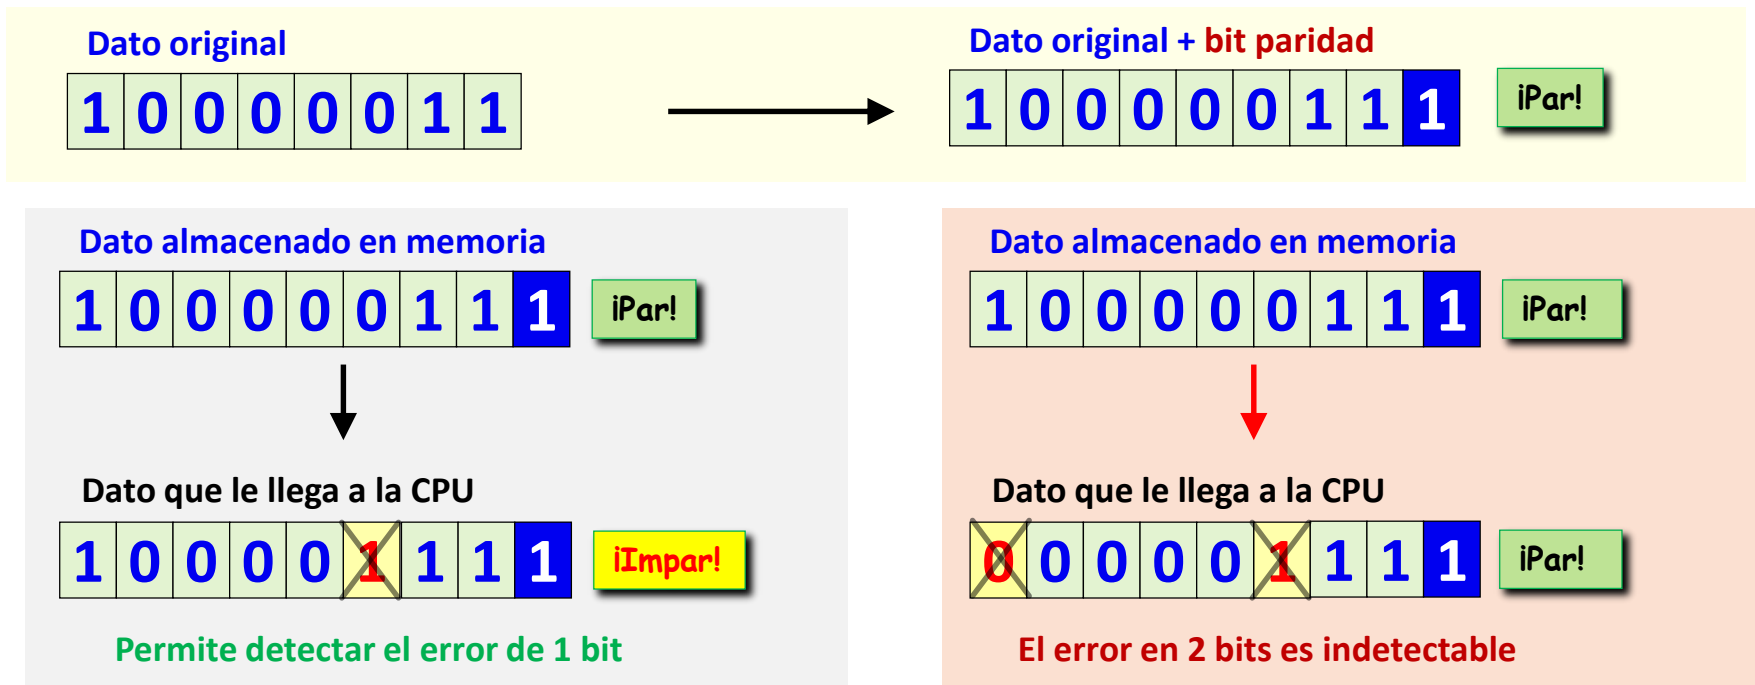 Dato original
1 0 0 0 0 0 1 1
Dato original + bit paridad
1 0 0 0 0 0 1 1 1
¡Par!
Dato almacenado en memoria
1 0 0 0 0 0 1 1 1
¡Par!
Dato que le llega a la CPU
1 0 0 0 0 1 1 1 1
¡Impar!
Permite detectar el error de 1 bit
Dato almacenado en memoria
1 0 0 0 0 0 1 1 1
¡Par!
Dato que le llega a la CPU
0 0 0 0 0 1 1 1 1
¡Par!
El error en 2 bits es indetectable